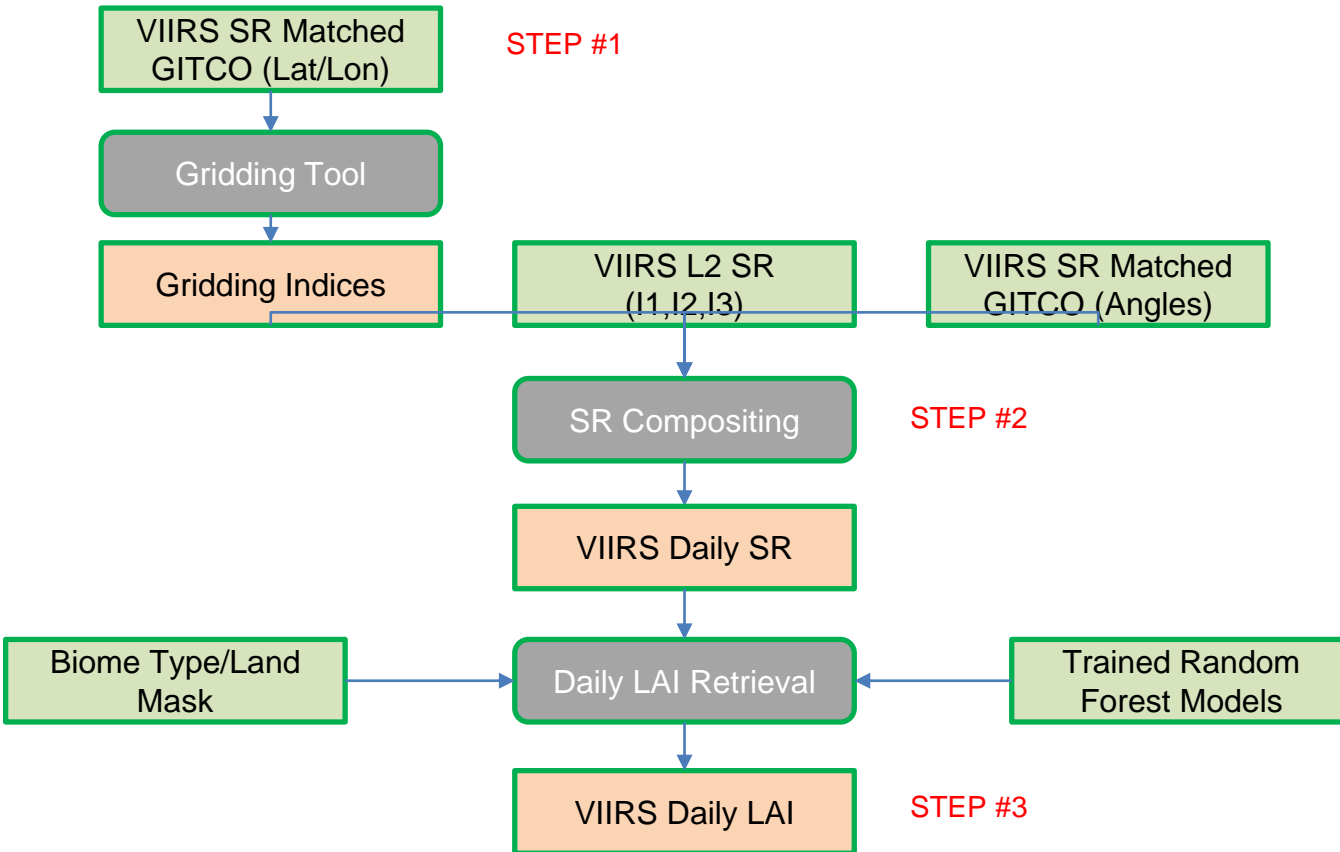 VIIRS SR Matched
GITCO (Lat/Lon)
STEP #1
Gridding Tool
Gridding Indices
VIIRS L2 SR
(I1,I2,I3)
VIIRS SR Matched
GITCO (Angles)
SR Compositing
STEP #2
VIIRS Daily SR
Biome Type/Land
Mask
Daily LAI Retrieval
Trained Random
Forest Models
VIIRS Daily LAI
STEP #3